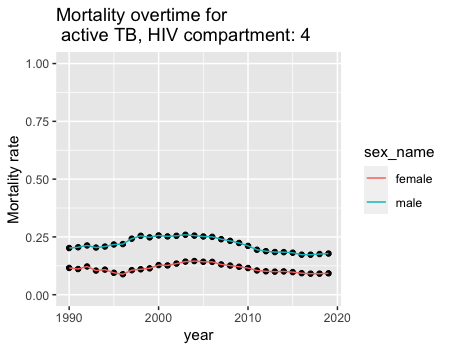 Mortality overtime for
active TB, HIV compartment: 4
1.00
0.75
0.50
0.25
0.00
Mortality rate
1990
2000
2010
2020
year
sex_name
female
male